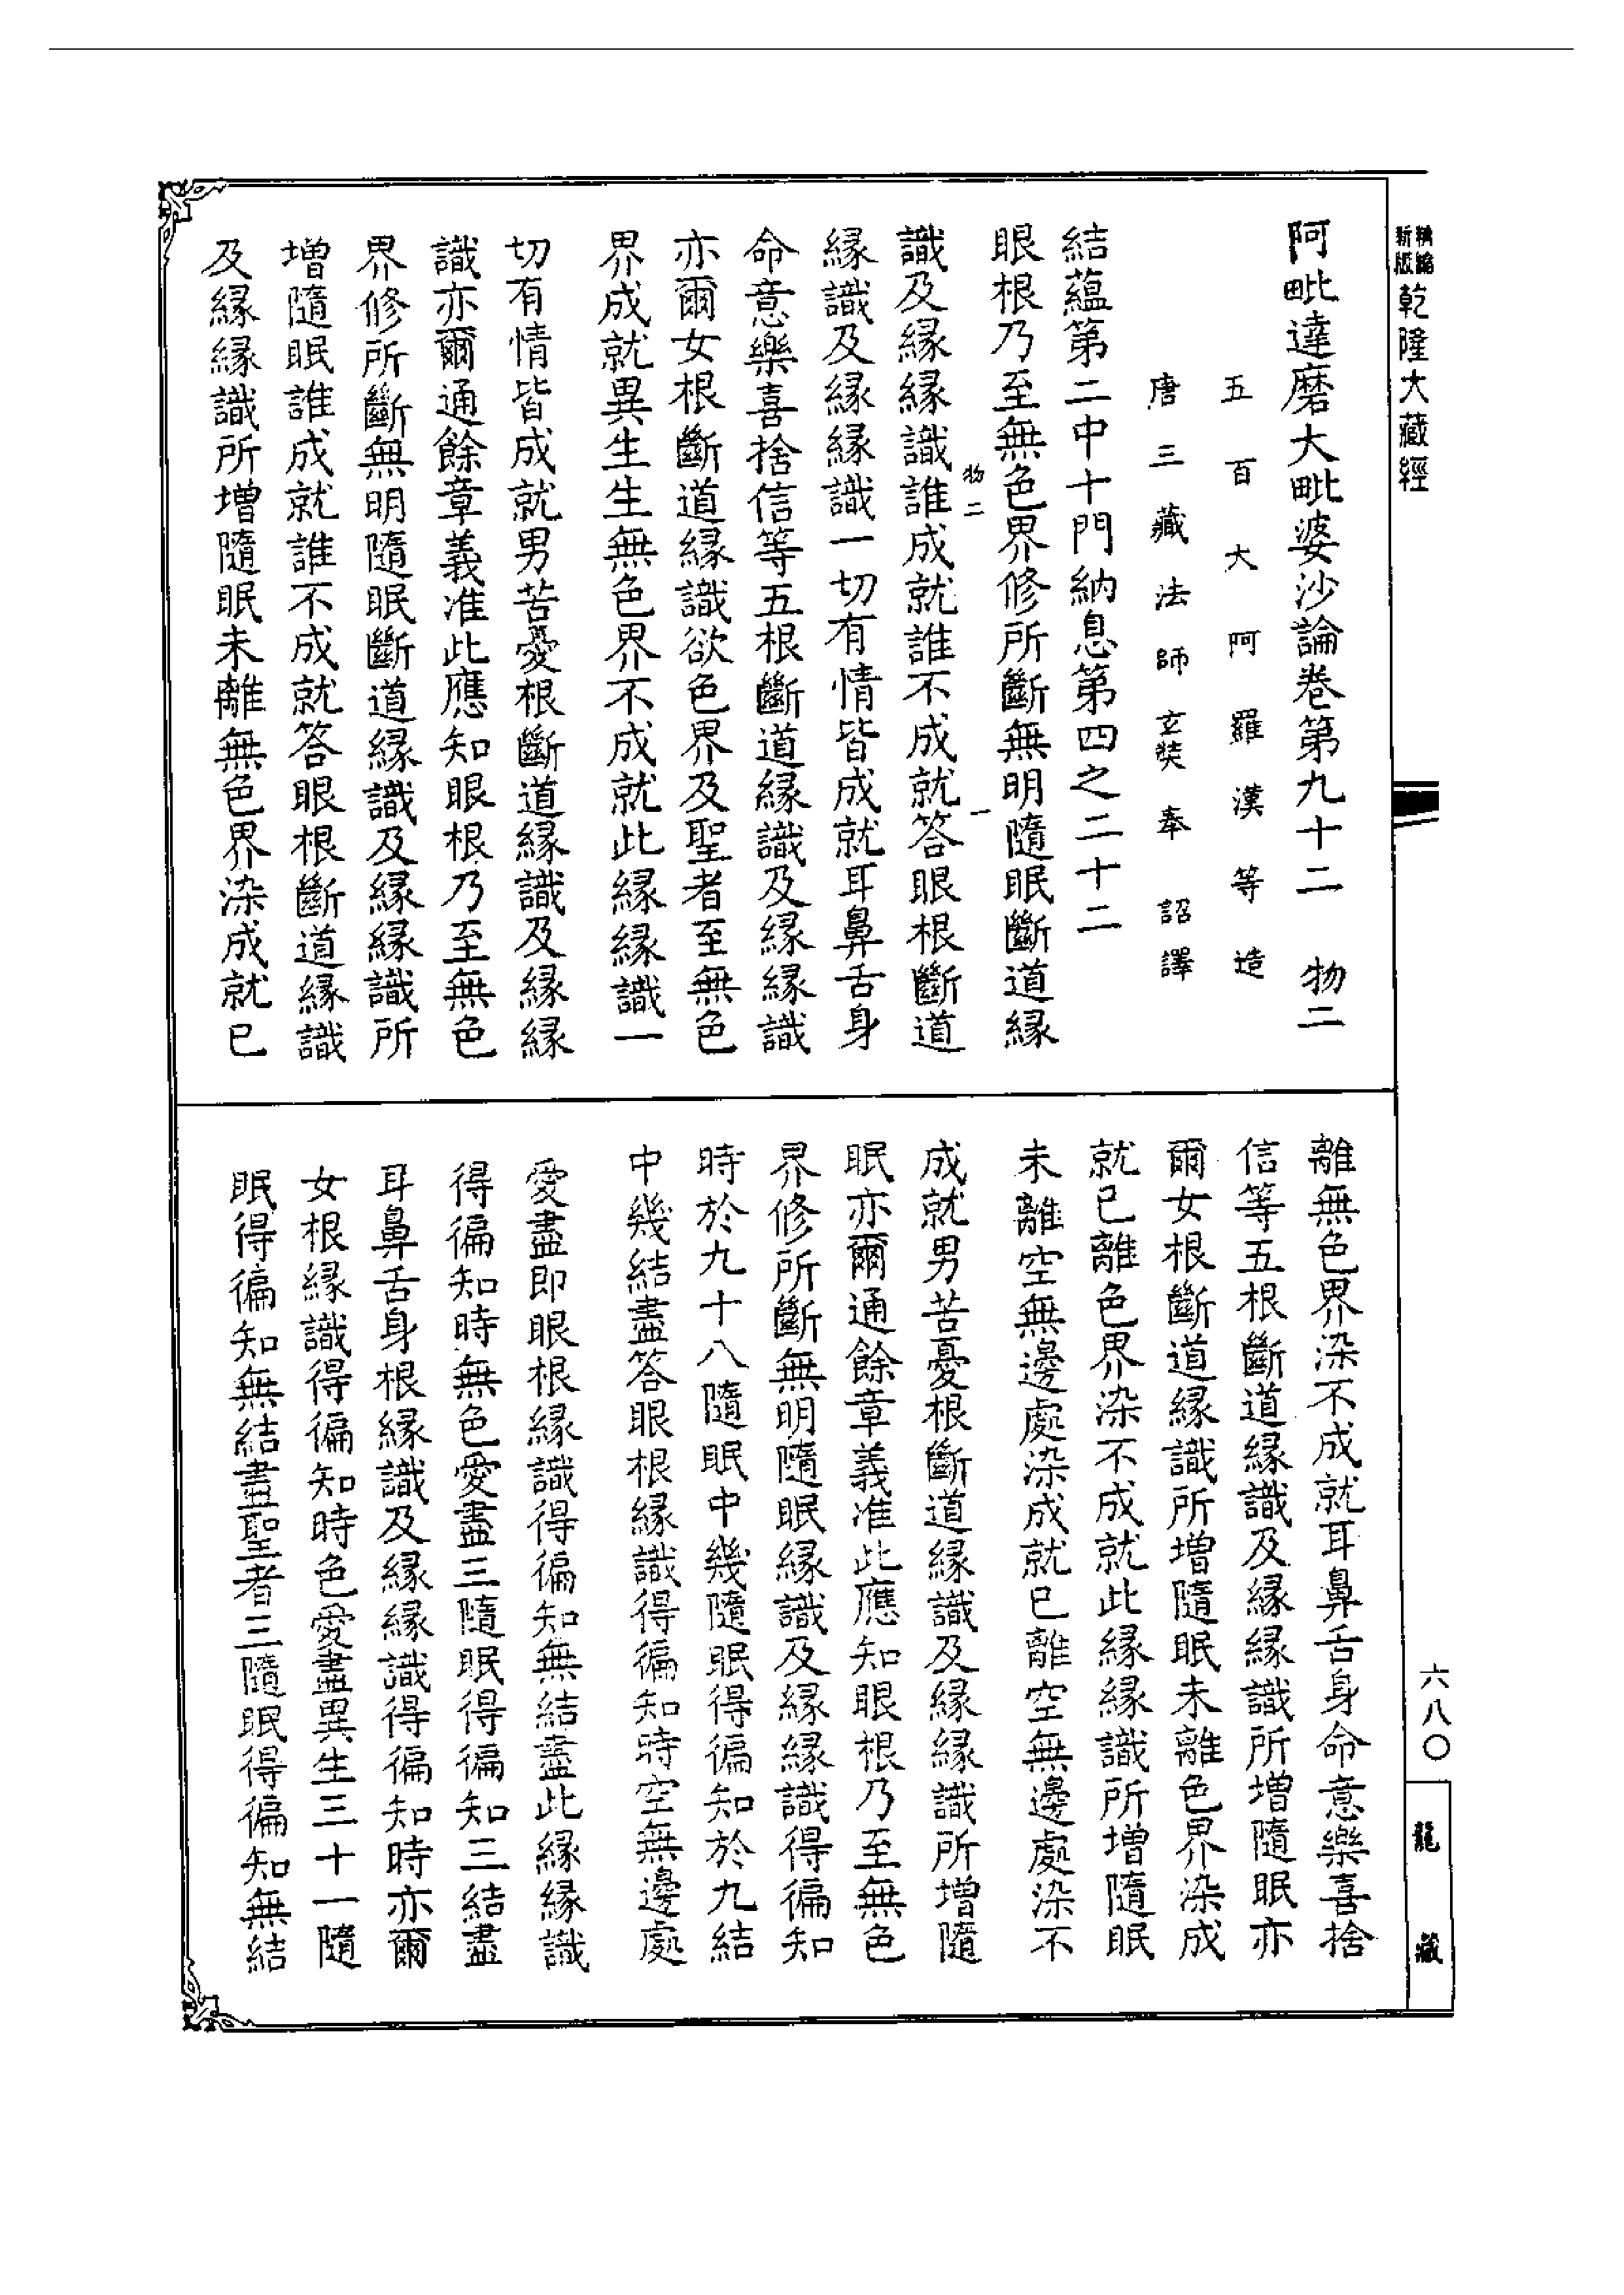 新編
縮版
乾隆大藏經
阿毗達磨大毗婆沙論卷第九十二 物二
五百大阿羅漢等造
唐三藏法師玄奘奉 詔譯
結蘊第二中十門納息第四之二十二
眼根乃至無色界修所斷無明隨眠斷道緣
物二 一
識及緣緣識誰成就誰不成就答眼根斷道
緣識及緣緣識一切有情皆成就耳鼻舌身
命意樂喜捨信等五根斷道緣識及緣緣識
亦爾女根斷道緣識欲色界及聖者至無色
界成就異生生無色界不成就此緣緣識一
切有情皆成就男苦憂根斷道緣識及緣緣
識亦爾通餘章義准此應知眼根乃至無色
界修所斷無明隨眠斷道緣識及緣緣識所
增隨眠誰成就誰不成就答眼根斷道緣識
及緣緣識所增隨眠未離無色界染成就已
離無色界染不成就耳鼻舌身命意樂喜捨
信等五根斷道緣識及緣緣識所增隨眠亦
爾女根斷道緣識所增隨眠未離色界染成
就已離色界染不成就此緣緣識所增隨眠
未離空無邊處染成就已離空無邊處染不
成就男苦憂根斷道緣識及緣緣識所增隨
眠亦爾通餘章義准此應知眼根乃至無色
界修所斷無明隨眠緣識及緣緣識得徧知
時於九十八隨眠中幾隨眠得徧知於九結
中幾結盡答眼根緣識得徧知時空無邊處
愛盡即眼根緣識得徧知無結盡此緣緣識
得徧知時無色愛盡三隨眠得徧知三結盡
耳鼻舌身根緣識及緣緣識得徧知時亦爾
女根緣識得徧知時色愛盡異生三十一隨
眠得徧知無結盡聖者三隨眠得徧知無結
六八〇
龍藏